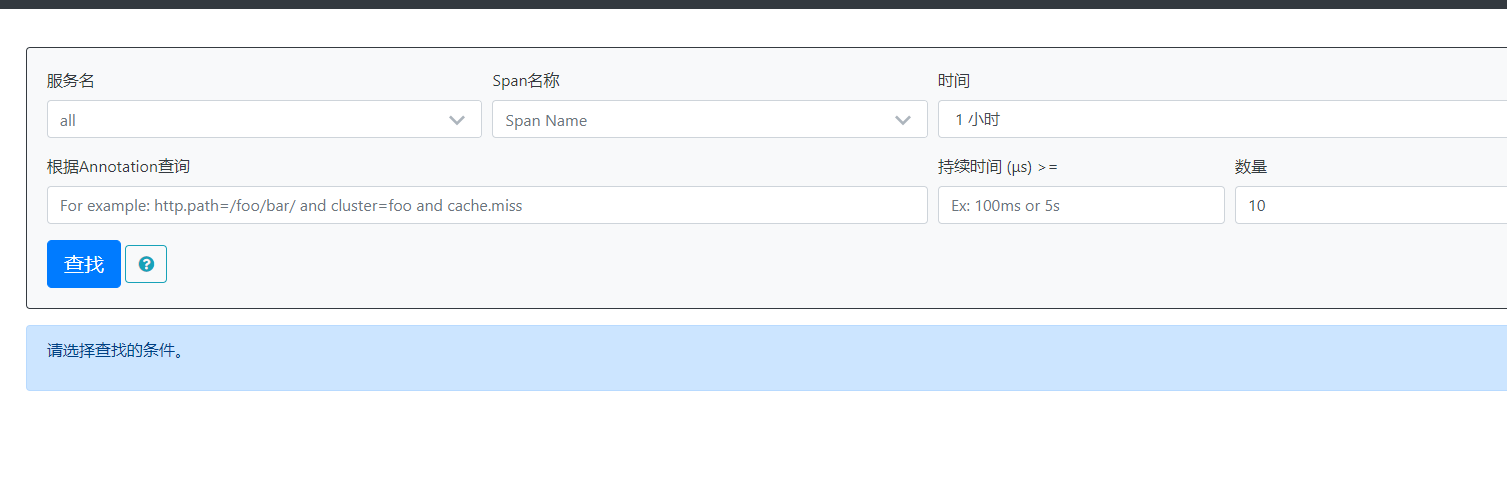 服务名 Span名称 时间
all Span Name 1 小时
根据Annotation查询 持续时间 (μs) >= 数量
For example: http.path=/foo/bar/ and cluster=foo and cache.miss Ex: 100ms or 5s 10
查找
请选择查找的条件。